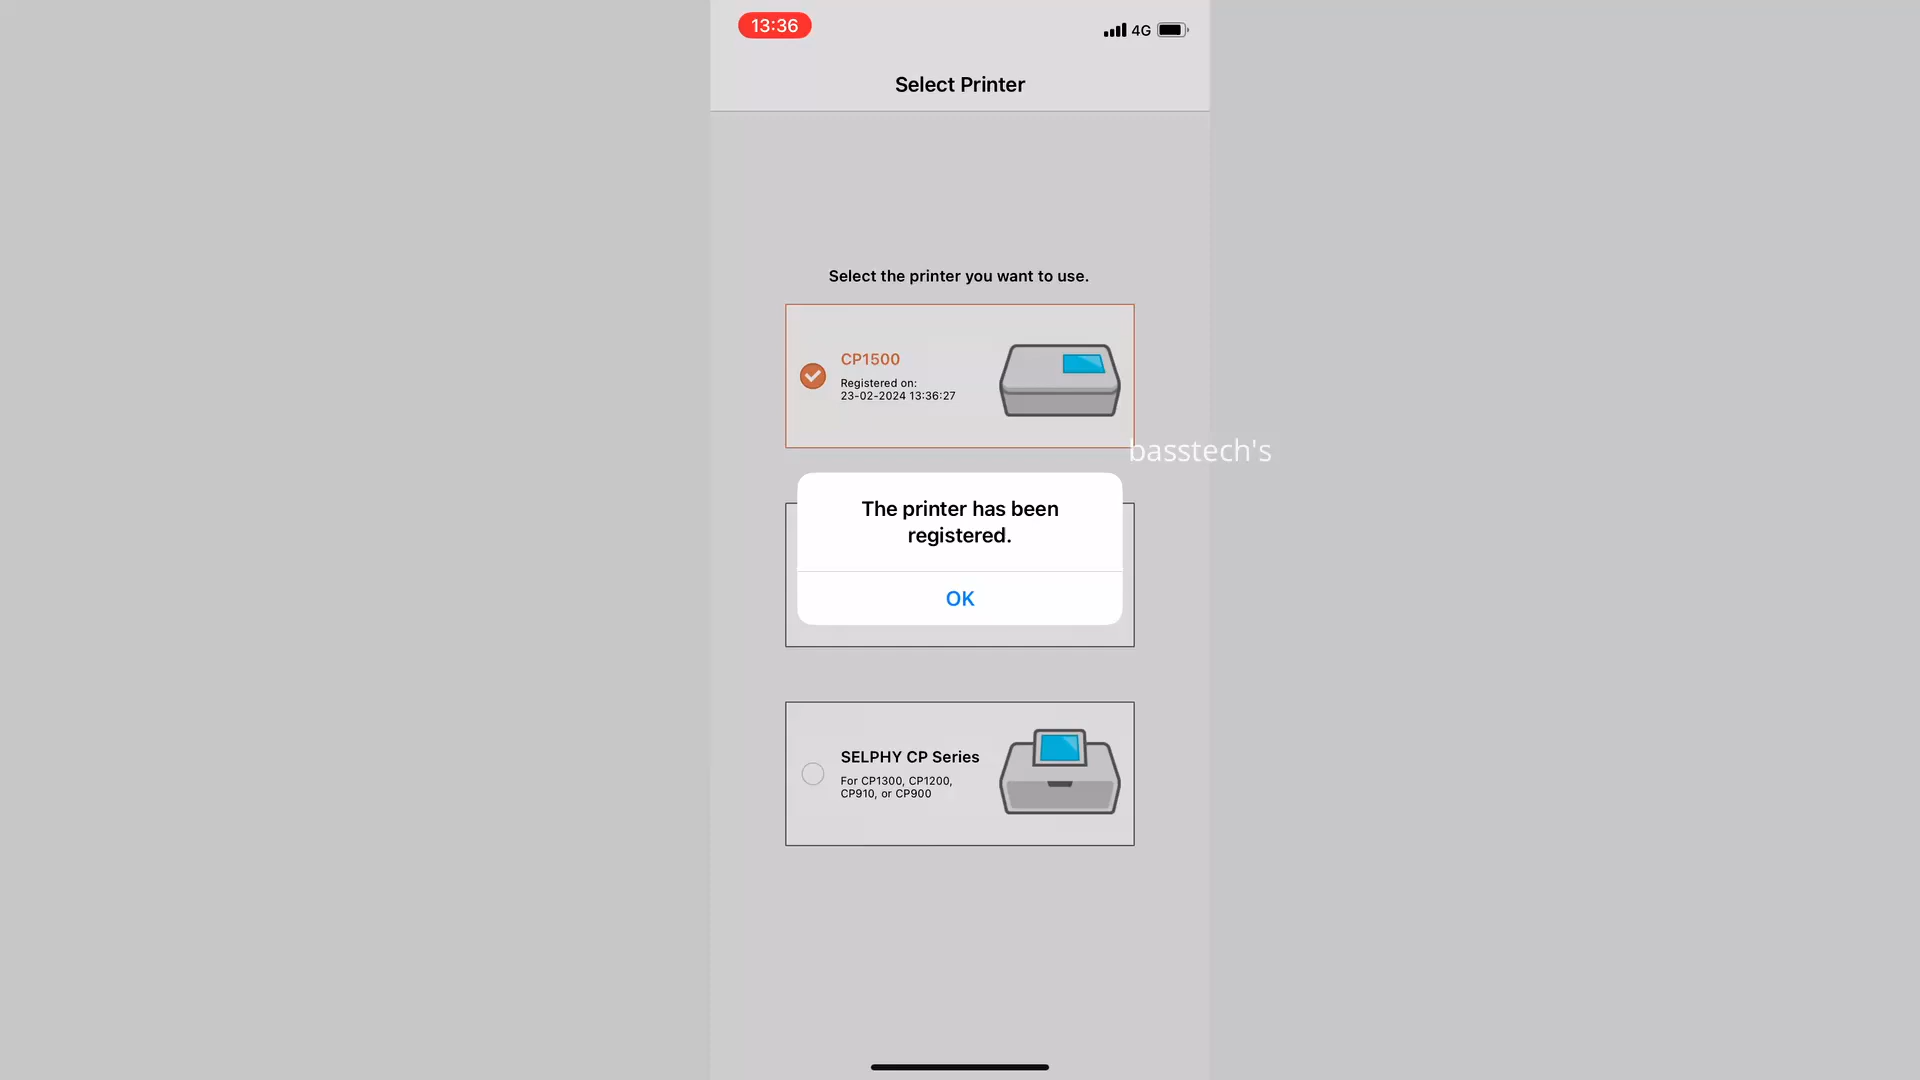 13:36
4G
Select Printer
Select the printer you want to use.
CP1500
Registered on:
23-02-2024 13:36:27
basstech's
The printer has been
registered.
OK
SELPHY CP Series
For CP1300, CP1200,
CP910, or CP900